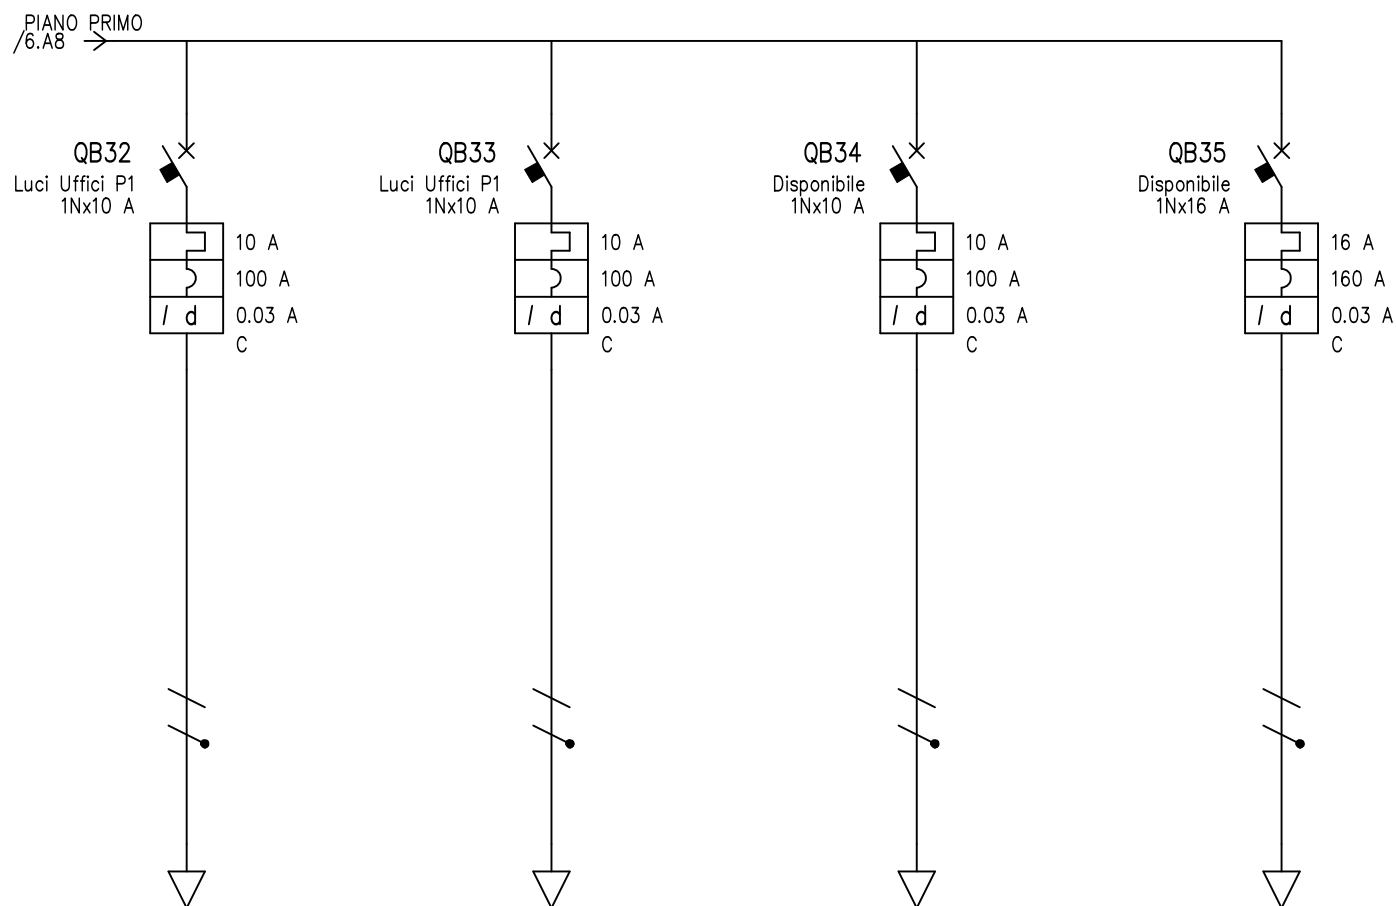 PIANO PRIMO
/6.A8
QB32
Luci Uffici P1
1Nx10 A
10 A
100 A
I d
0.03 A
C
QB33
Luci Uffici P1
1Nx10 A
10 A
100 A
I d
0.03 A
C
QB34
Disponibile
1Nx10 A
10 A
100 A
I d
0.03 A
C
QB35
Disponibile
1Nx16 A
16 A
160 A
I d
0.03 A
C